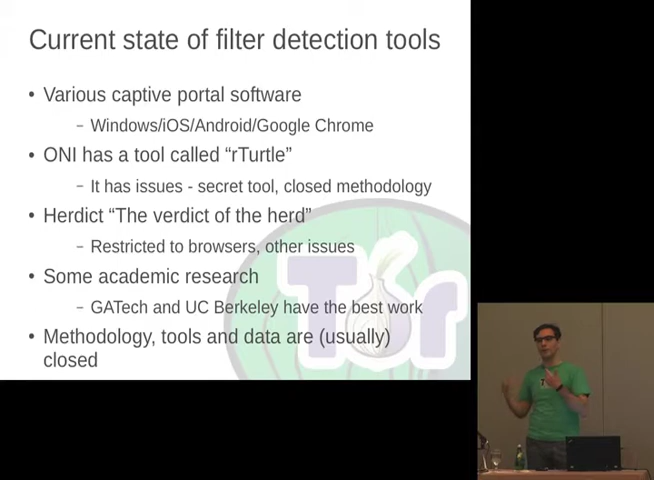 Current state of filter detection tools
• Various captive portal software
– Windows/iOS/Android/Google Chrome
• ONI has a tool called “rTurtle”
– It has issues - secret tool, closed methodology
• Herdict “The verdict of the herd”
– Restricted to browsers, other issues
• Some academic research
– GATech and UC Berkeley have the best work
• Methodology, tools and data are (usually)
closed
Tor